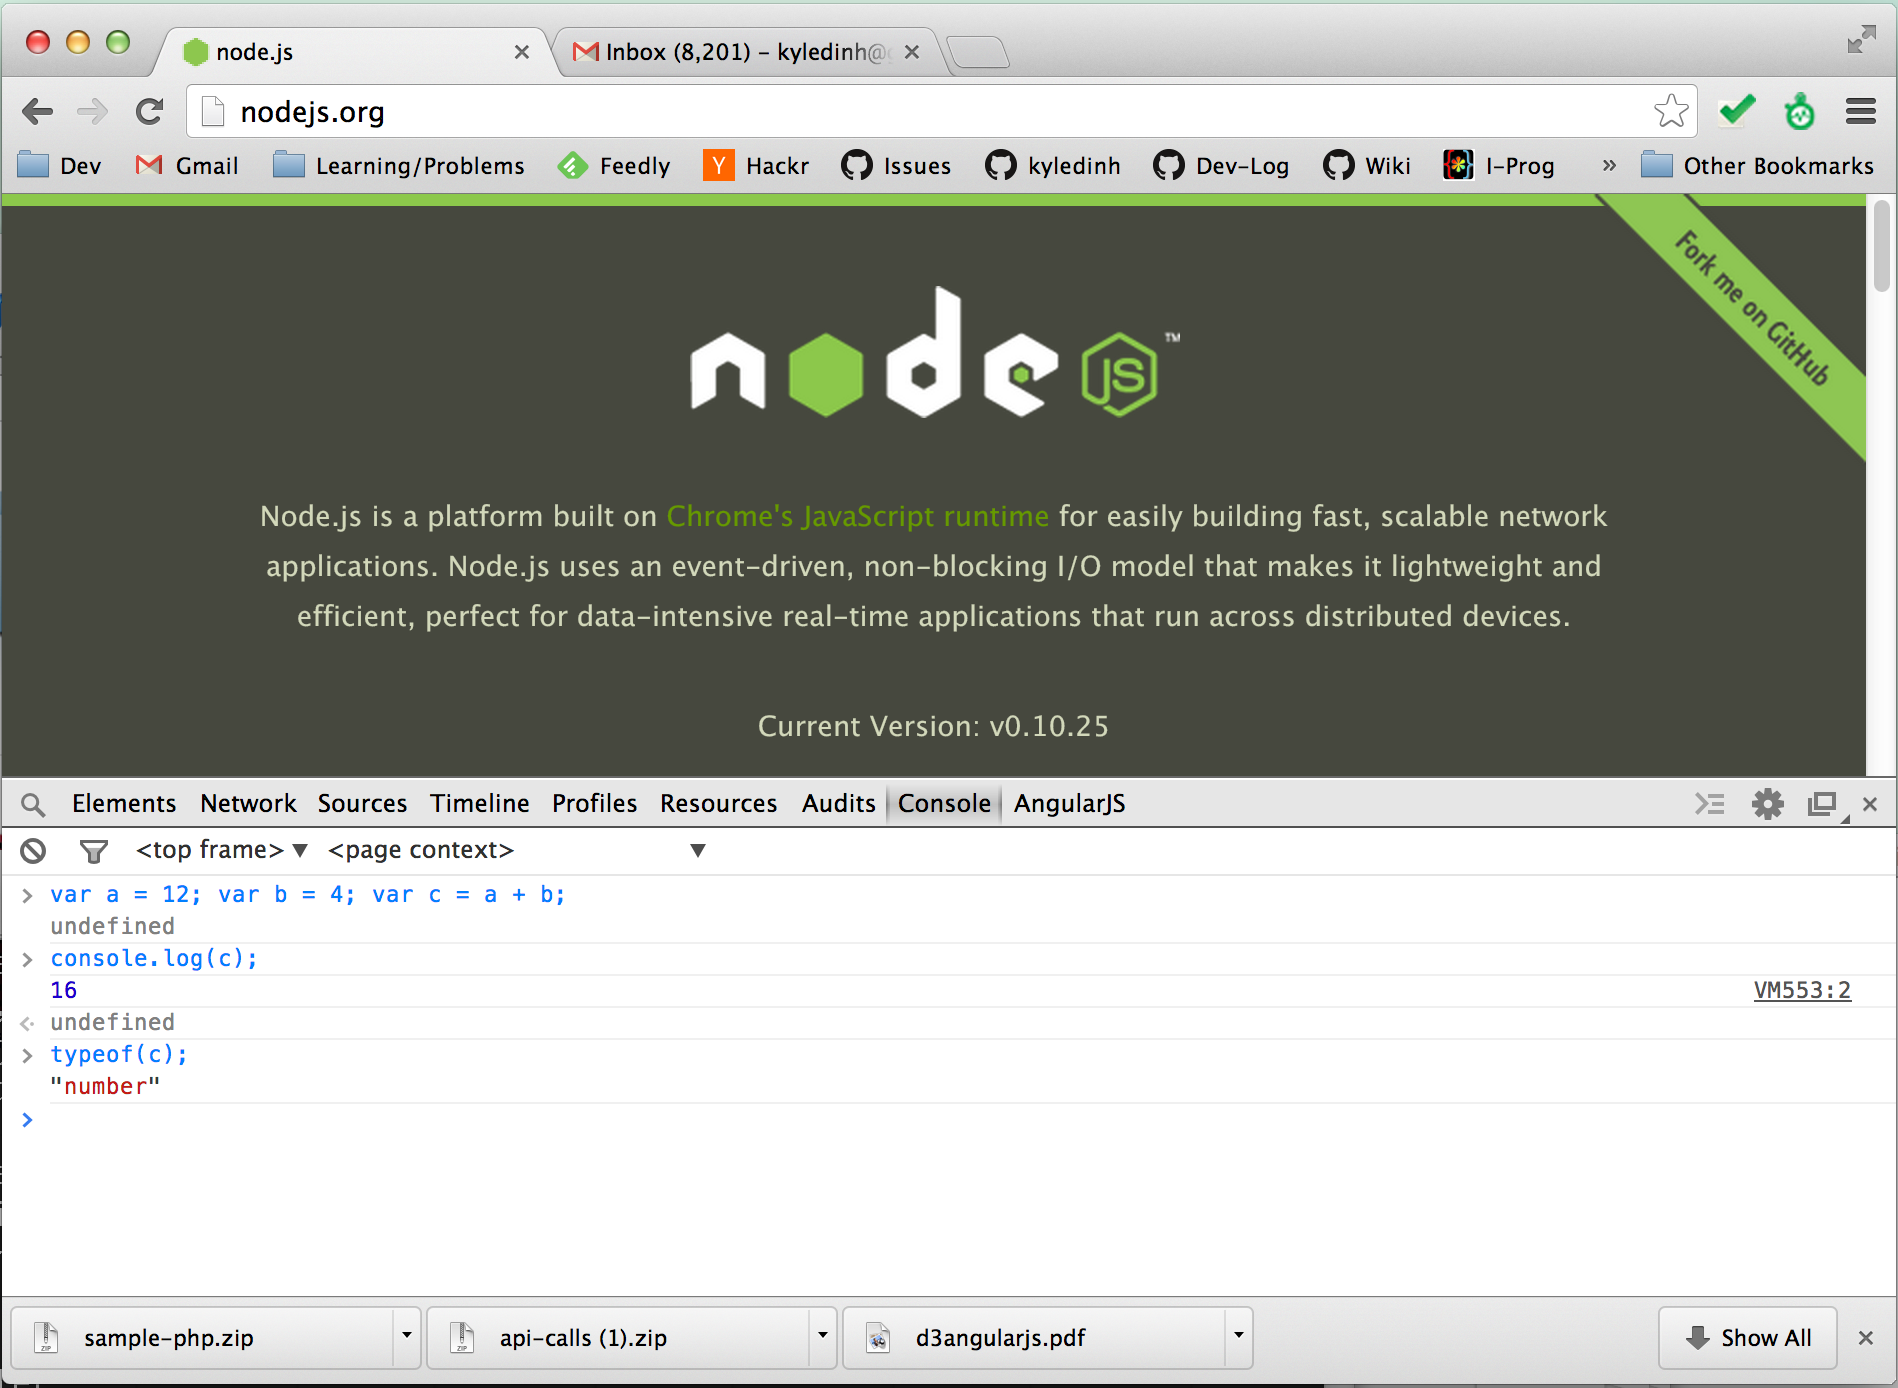 node.js
Inbox (8,201) – kyledinh@
nodejs.org
Dev Gmail Learning/Problems Feedly Y Hackr Issues kyledinh Dev-Log Wiki I-Prog » Other Bookmarks
Fork me on GitHub
node JS ™
Node.js is a platform built on Chrome's JavaScript runtime for easily building fast, scalable network
applications. Node.js uses an event-driven, non-blocking I/O model that makes it lightweight and
efficient, perfect for data-intensive real-time applications that run across distributed devices.
Current Version: v0.10.25
Elements Network Sources Timeline Profiles Resources Audits Console AngularJS
<top frame> ▼ <page context> ▼
> var a = 12; var b = 4; var c = a + b;
undefined
> console.log(c);
16 VM553:2
undefined
> typeof(c);
"number"
>
ZIP sample-php.zip ZIP api-calls (1).zip d3angularjs.pdf Show All